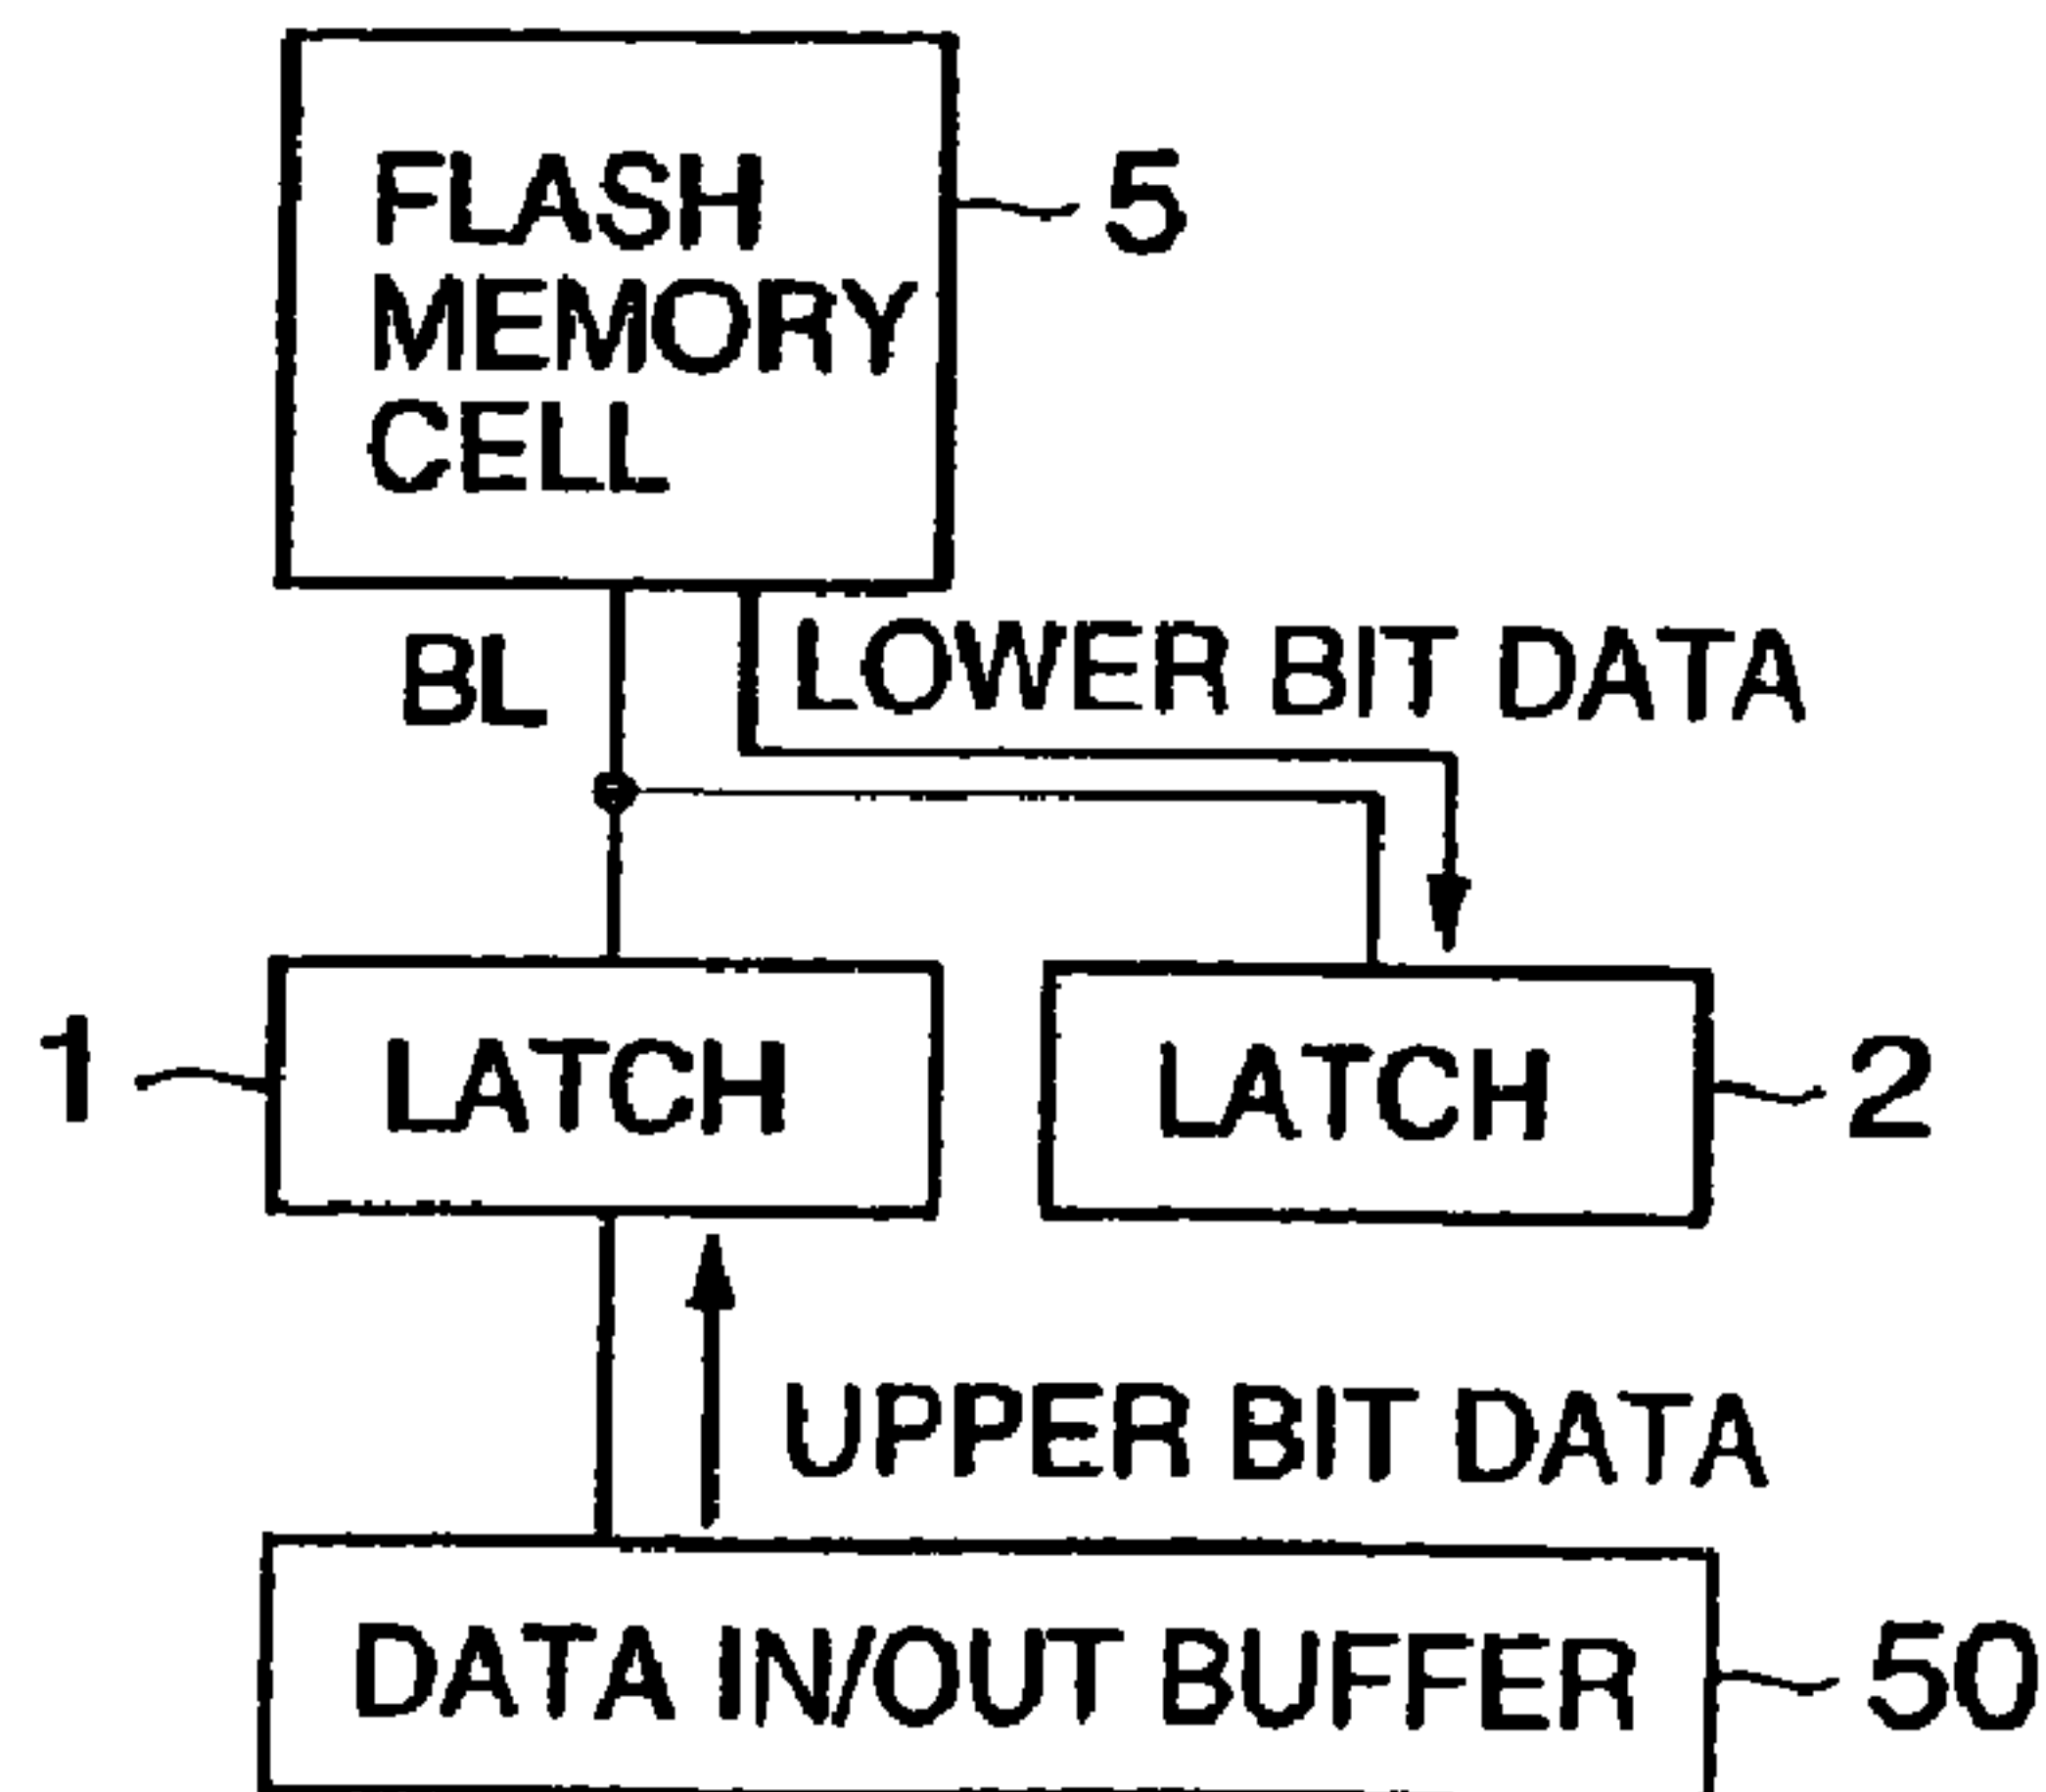 FLASH
MEMORY
CELL
5
BL
LOWER BIT DATA
1
LATCH
LATCH
2
UPPER BIT DATA
DATA IN/OUT BUFFER
50